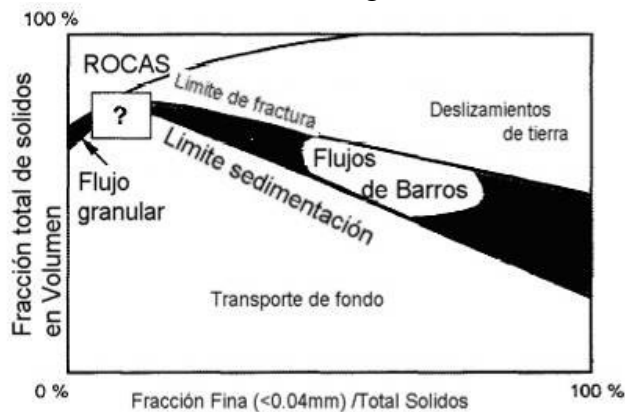 100 %
ROCAS
?
Limite de fractura
Deslizamientos
de tierra
Flujos
de Barros
Flujo
granular
Limite sedimentación
Fracción total de solidos
en Volumen
Transporte de fondo
0 %
Fracción Fina (<0.04mm) /Total Solidos
100 %